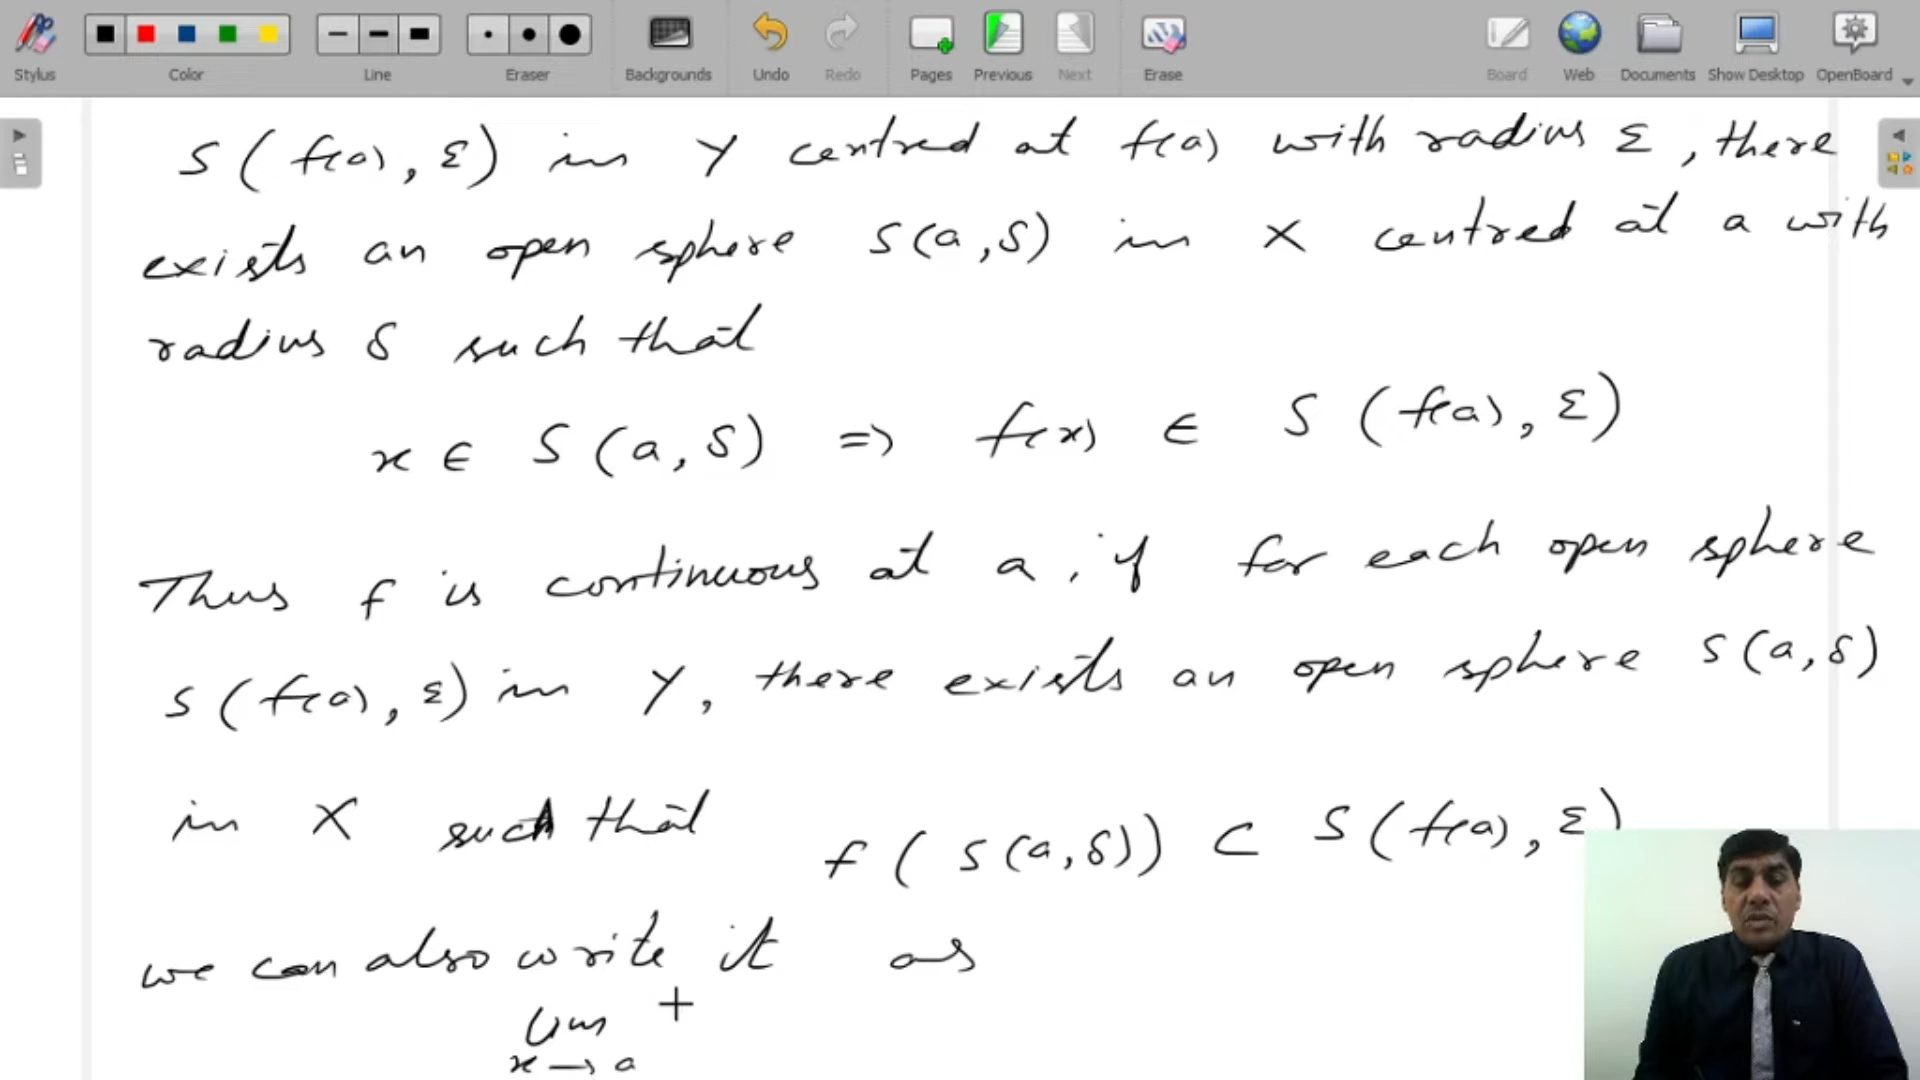 Stylus Color Line Eraser Backgrounds Undo Redo Pages Previous Next Erase Board Web Documents Show Desktop OpenBoard
S(f(a), ε) in Y centred at f(a) with radius ε, there
exists an open sphere S(a,δ) in X centred at a with
radius δ such that
x ∈ S(a,δ) => f(x) ∈ S(f(a), ε)
Thus f is continuous at a, if for each open sphere
S(f(a), ε) in Y, there exists an open sphere S(a,δ)
in X such that f(S(a,δ)) ⊂ S(f(a), ε)
we can also write it as
lim
x → a